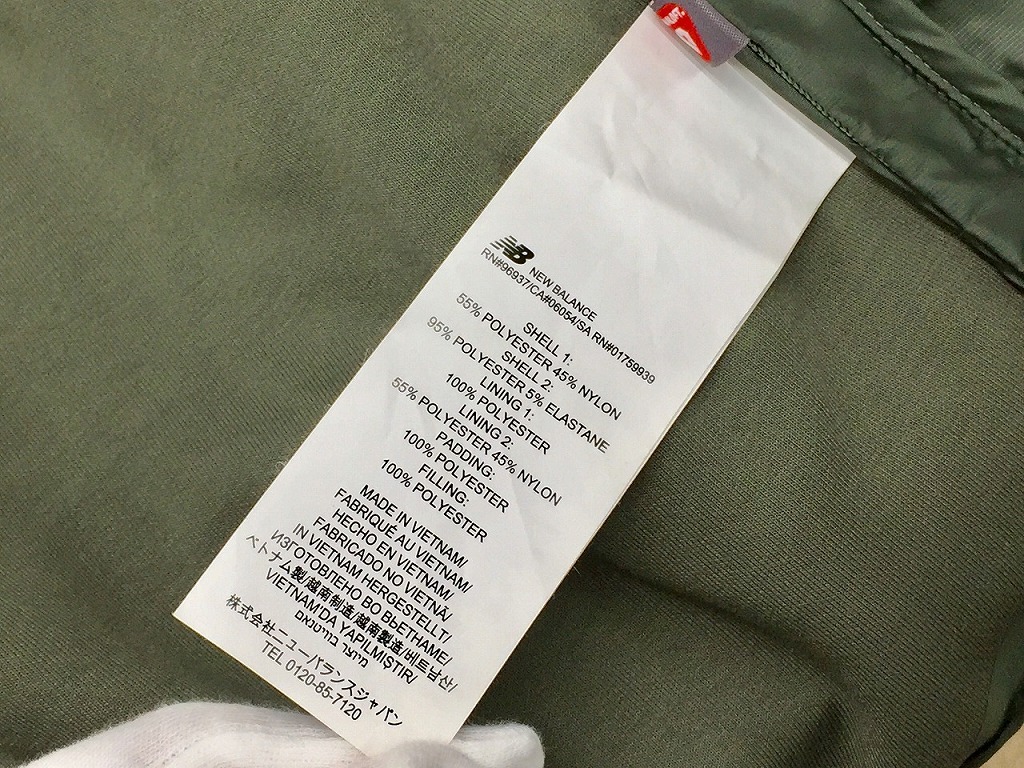 NB NEW BALANCE
RN#96937/CA#06054/SA RN#01759939
SHELL 1:
55% POLYESTER 45% NYLON
SHELL 2:
95% POLYESTER 5% ELASTANE
LINING 1:
100% POLYESTER
LINING 2:
55% POLYESTER 45% NYLON
PADDING:
100% POLYESTER
FILLING:
100% POLYESTER
MADE IN VIETNAM/
FABRIQUÉ AU VIETNAM/
HECHO EN VIETNAM/
FABRICADO NO VIETNÃ/
IN VIETNAM HERGESTELLT/
ИЗГОТОВЛЕНО ВО ВЬЕТНАМЕ/
ベトナム製/越南制造/越南製造/베트남산/
VIETNAM'DA YAPILMIŞTIR/
מיוצר בוייטנאם
株式会社ニューバランスジャパン
TEL 0120-85-7120